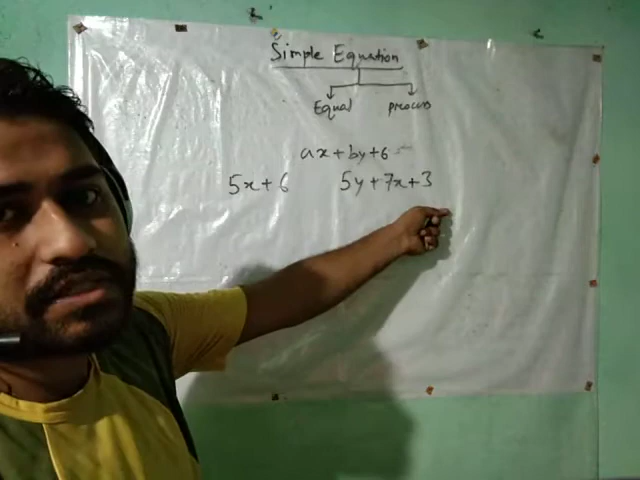 Simple Equation
Equal process
ax+by+6
5x+6 5y+7x+3